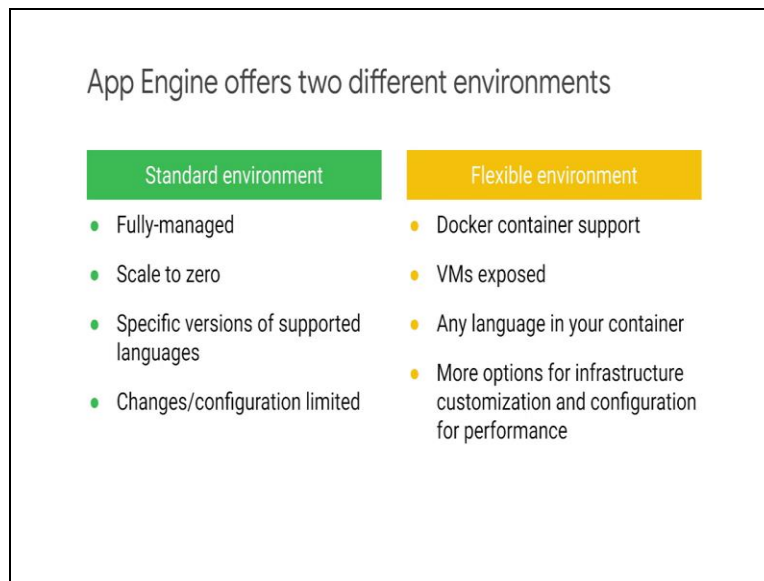 App Engine offers two different environments
Standard environment
• Fully-managed
• Scale to zero
• Specific versions of supported
languages
• Changes/configuration limited
Flexible environment
• Docker container support
• VMs exposed
• Any language in your container
• More options for infrastructure
customization and configuration
for performance